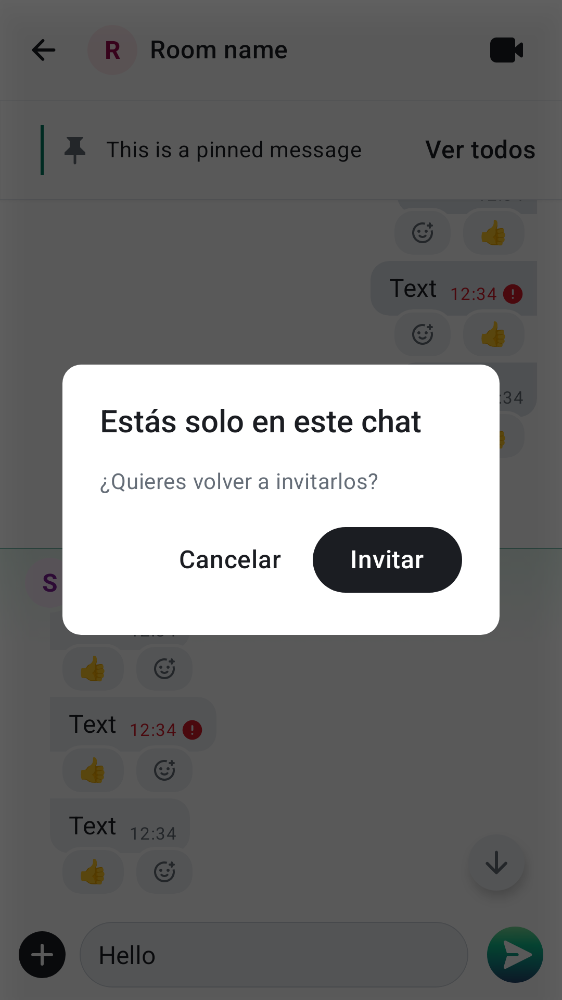 R Room name
This is a pinned message Ver todos
Text 12:34
:34
Estás solo en este chat
¿Quieres volver a invitarlos?
Cancelar Invitar
S
Text 12:34
Text 12:34
Hello